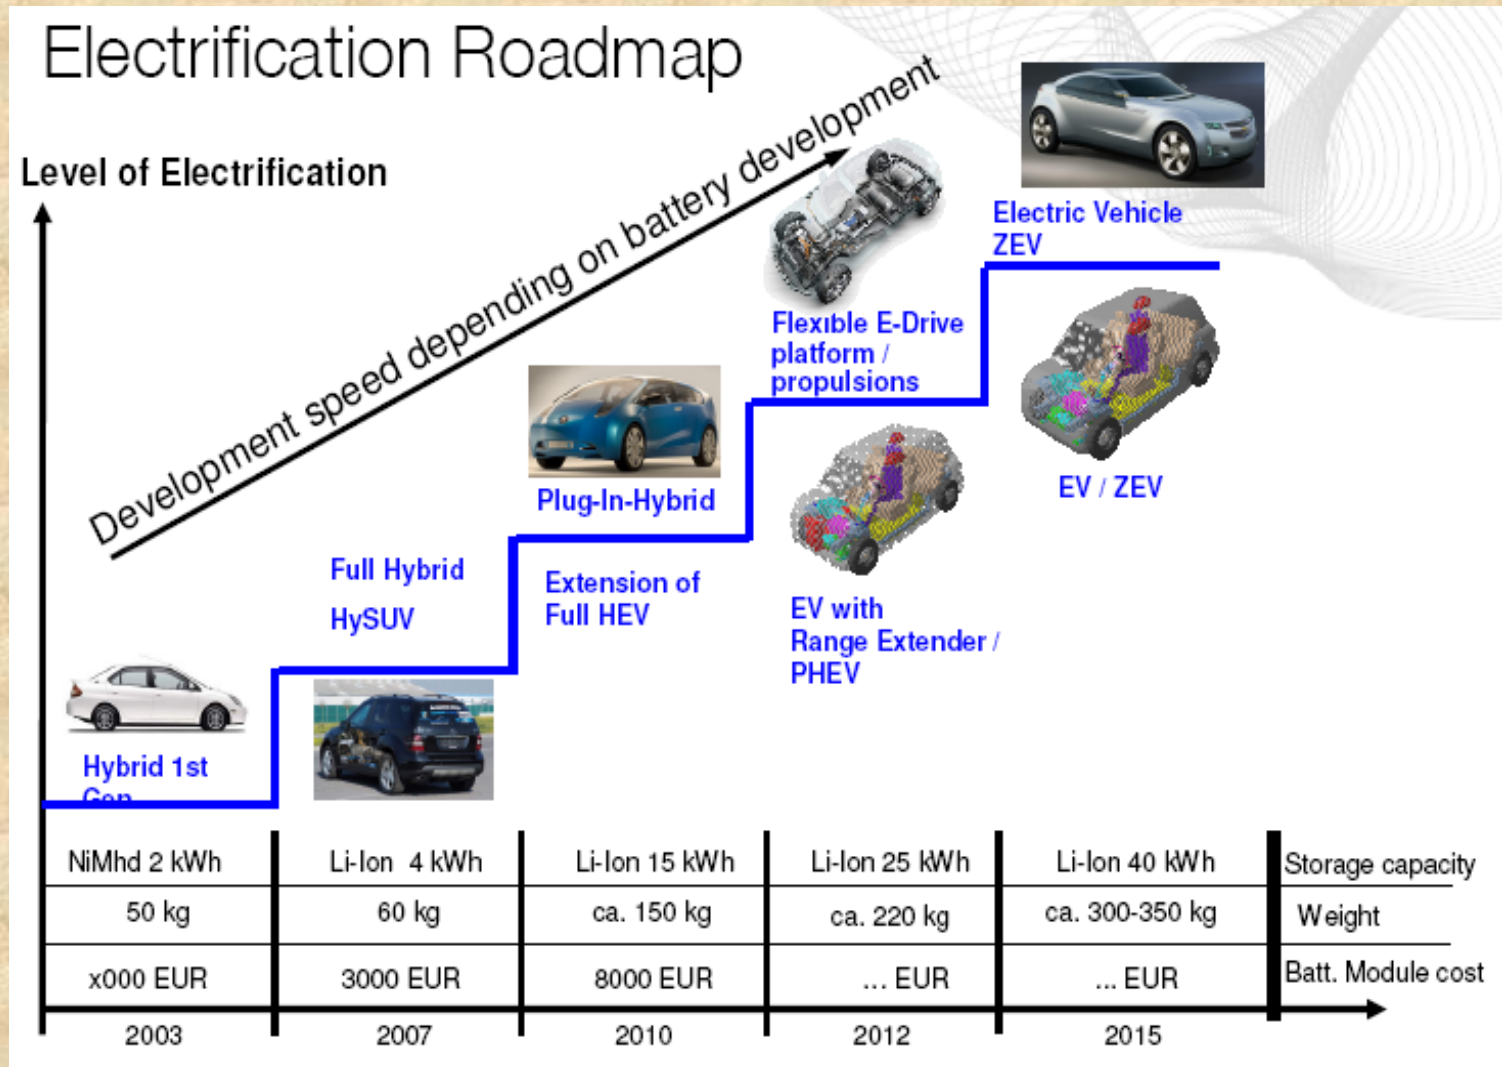 Electrification Roadmap
Level of Electrification
Development speed depending on battery development
Electric Vehicle
ZEV
Flexible E-Drive
platform /
propulsions
EV / ZEV
Plug-In-Hybrid
Full Hybrid
HySUV
Extension of
Full HEV
EV with
Range Extender /
PHEV
Hybrid 1st
Gen
NiMhd 2 kWh
Li-Ion 4 kWh
Li-Ion 15 kWh
Li-Ion 25 kWh
Li-Ion 40 kWh
Storage capacity
50 kg
60 kg
ca. 150 kg
ca. 220 kg
ca. 300-350 kg
Weight
x000 EUR
3000 EUR
8000 EUR
... EUR
... EUR
Batt. Module cost
2003
2007
2010
2012
2015